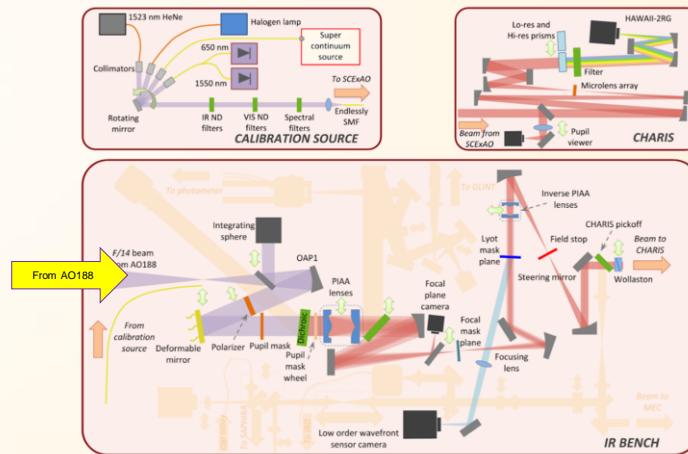 1523 nm HeNe
Halogen lamp
650 nm
Super
continuum
source
Collimators
1550 nm
To SCExAO
Rotating
mirror
IR ND
filters
VIS ND
filters
Spectral
filters
Endlessly
SMF
CALIBRATION SOURCE
Lo-res and
Hi-res prisms
HAWAII-2RG
Filter
Microlens array
Beam from
SCExAO
Pupil
viewer
CHARIS
To photometer
To GLINT
Integrating
sphere
Inverse PIAA
lenses
CHARIS pickoff
F/14 beam
from AO188
From AO188
OAP1
Lyot mask
plane
Field stop
Beam to
CHARIS
PIAA
lenses
Focal
plane
camera
Steering mirror
Wollaston
From
calibration
source
Dichroic
Focal
mask
plane
Deformable
mirror
Polarizer
Pupil mask
Pupil
mask
wheel
Focusing
lens
To SAPHIRA
Beam to
MEC
Low order wavefront
sensor camera
IR BENCH